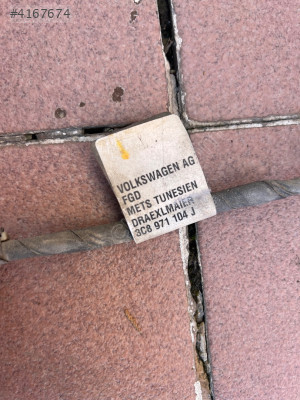 #4167674
VOLKSWAGEN AG
FGD
METS TUNESIEN
DRAEXLMAIER
3C8 971 104 J